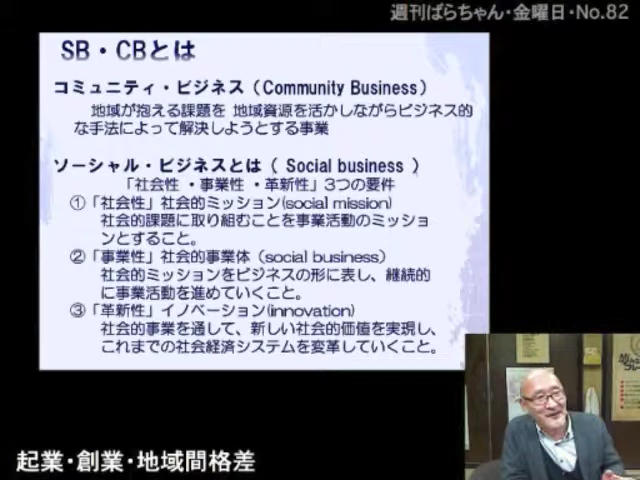 週刊ばらちゃん・金曜日・No.82
SB・CBとは
コミュニティ・ビジネス（Community Business）
地域が抱える課題を 地域資源を活かしながらビジネス的
な手法によって解決しようとする事業
ソーシャル・ビジネスとは（ Social business ）
「社会性 ・事業性 ・革新性」3つの要件
①「社会性」社会的ミッション(social mission)
社会的課題に取り組むことを事業活動のミッショ
ンとすること。
②「事業性」社会的事業体（social business）
社会的ミッションをビジネスの形に表し、継続的
に事業活動を進めていくこと。
③「革新性」イノベーション(innovation)
社会的事業を通して、新しい社会的価値を実現し、
これまでの社会経済システムを変革していくこと。
起業・創業・地域間格差